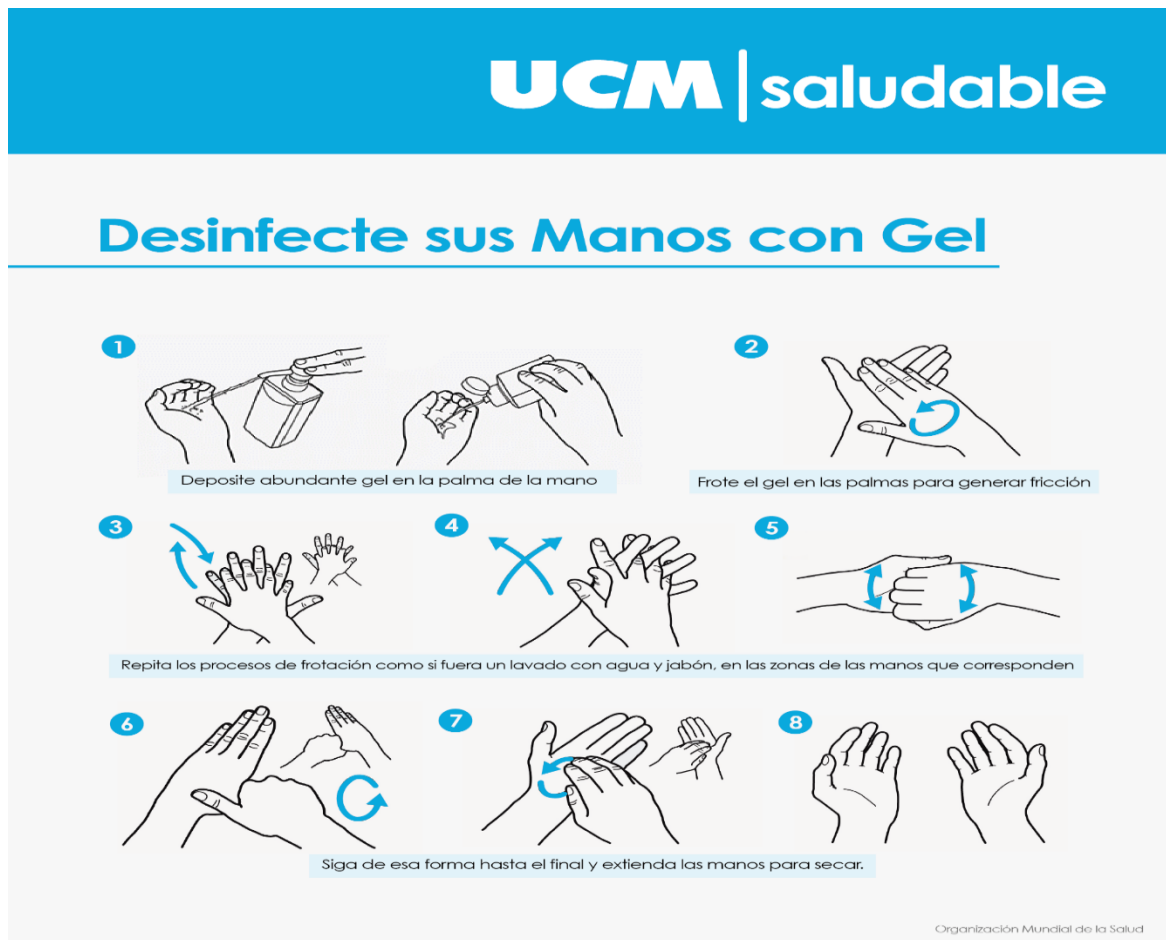 UCM | saludable
Desinfecte sus Manos con Gel
1
2
Deposite abundante gel en la palma de la mano
Frote el gel en las palmas para generar fricción
3
4
5
Repita los procesos de frotación como si fuera un lavado con agua y jabón, en las zonas de las manos que corresponden
6
7
8
Siga de esa forma hasta el final y extienda las manos para secar.
Organización Mundial de la Salud